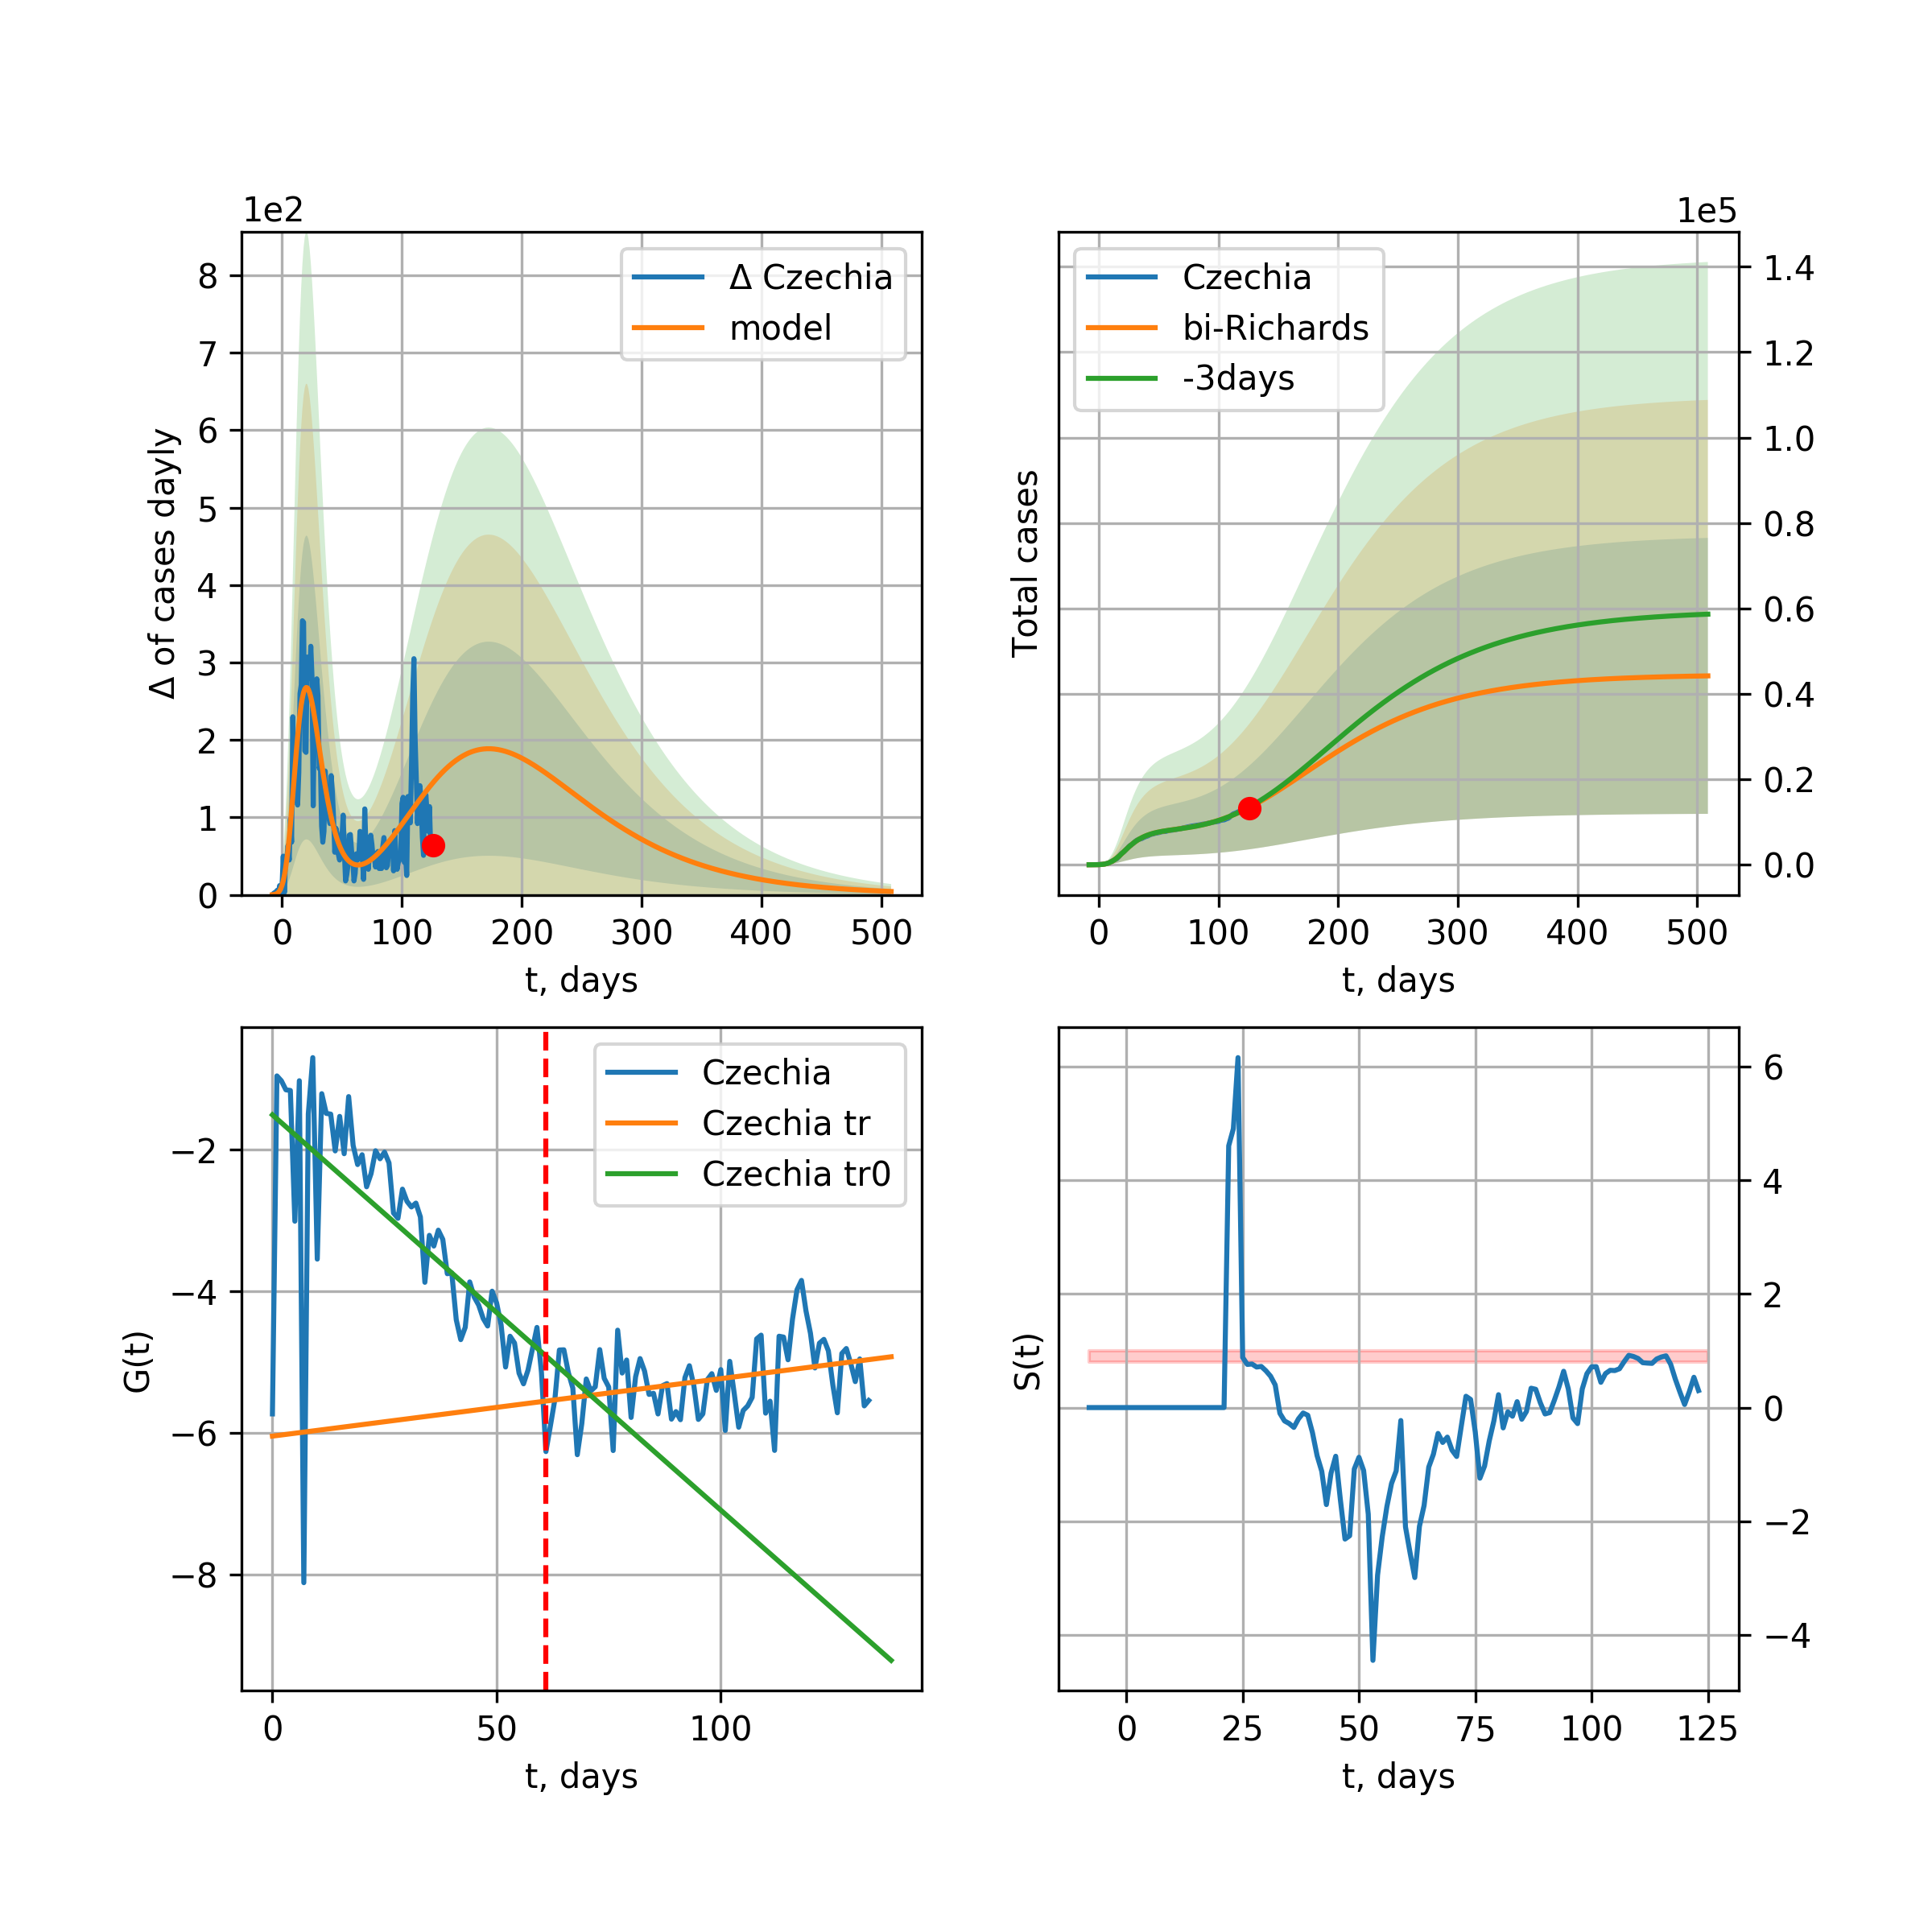 1e2
8
7
6
5
4
3
2
1
0
Δ of cases dayly
Δ Czechia
model
0 100 200 300 400 500
t, days
1e5
1.4
1.2
1.0
0.8
0.6
0.4
0.2
0.0
Total cases
Czechia
bi-Richards
-3days
0 100 200 300 400 500
t, days
−2
−4
−6
−8
G(t)
Czechia
Czechia tr
Czechia tr0
0 50 100
t, days
6
4
2
0
−2
−4
S(t)
0 25 50 75 100 125
t, days